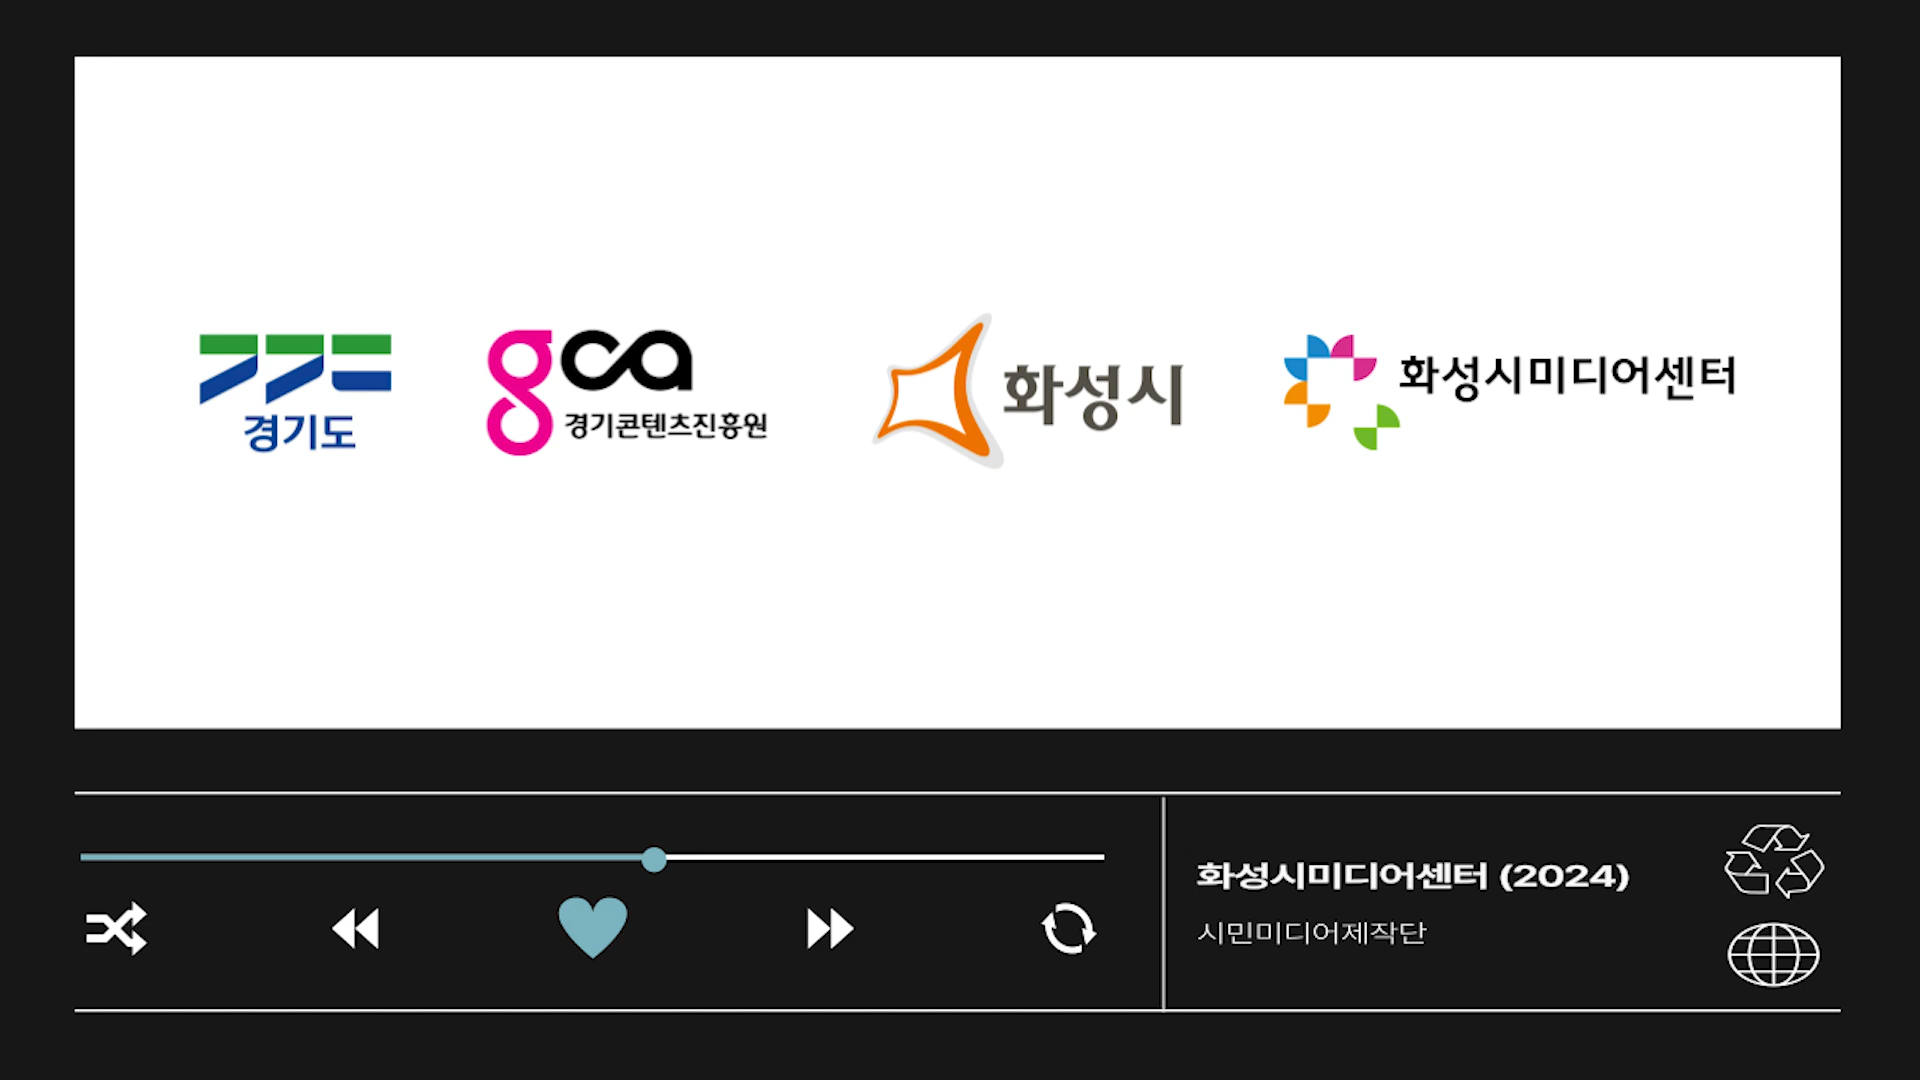 경기도
gca
경기콘텐츠진흥원
화성시
화성시미디어센터
화성시미디어센터 (2024)
시민미디어제작단